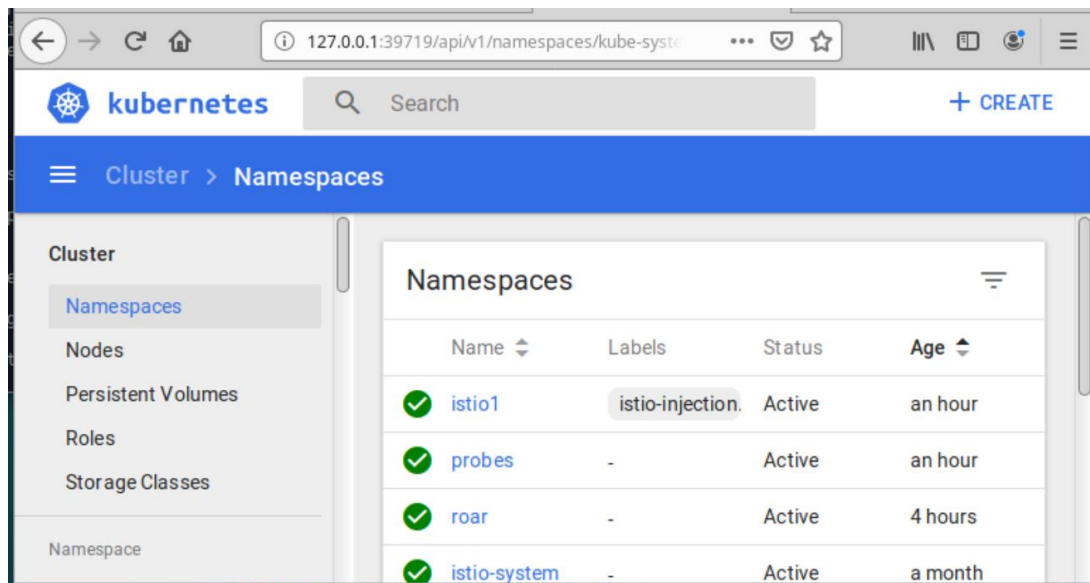 127.0.0.1:39719/api/v1/namespaces/kube-syste
kubernetes
Search
+ CREATE
Cluster > Namespaces
Cluster
Namespaces
Nodes
Persistent Volumes
Roles
Storage Classes
Namespace
Namespaces
Name Labels Status Age
istio1 istio-injection. Active an hour
probes - Active an hour
roar - Active 4 hours
istio-system - Active a month